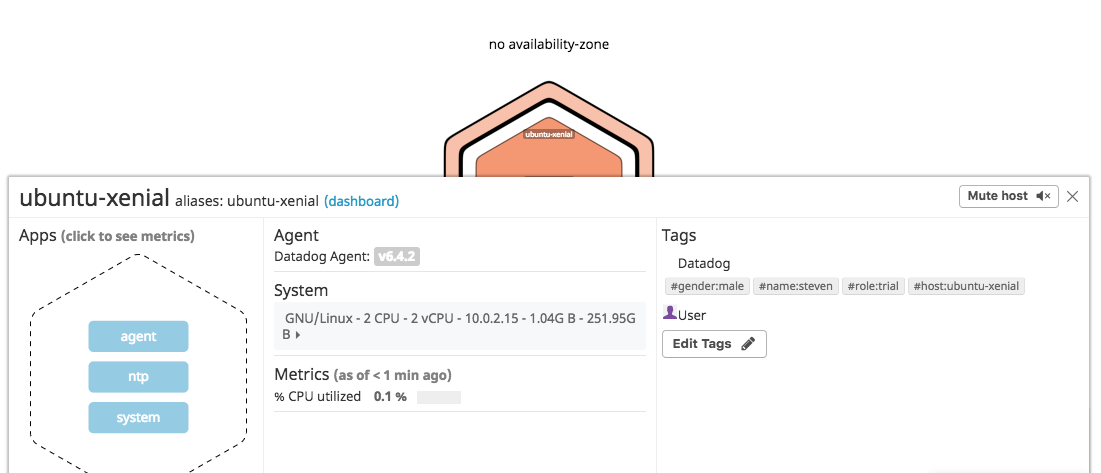 no availability-zone
ubuntu-xenial
ubuntu-xenial aliases: ubuntu-xenial (dashboard)
Mute host
Apps (click to see metrics)
agent
ntp
system
Agent
Datadog Agent: v6.4.2
System
GNU/Linux - 2 CPU - 2 vCPU - 10.0.2.15 - 1.04G B - 251.95G
B
Metrics (as of < 1 min ago)
% CPU utilized 0.1 %
Tags
Datadog
#gender:male #name:steven #role:trial #host:ubuntu-xenial
User
Edit Tags